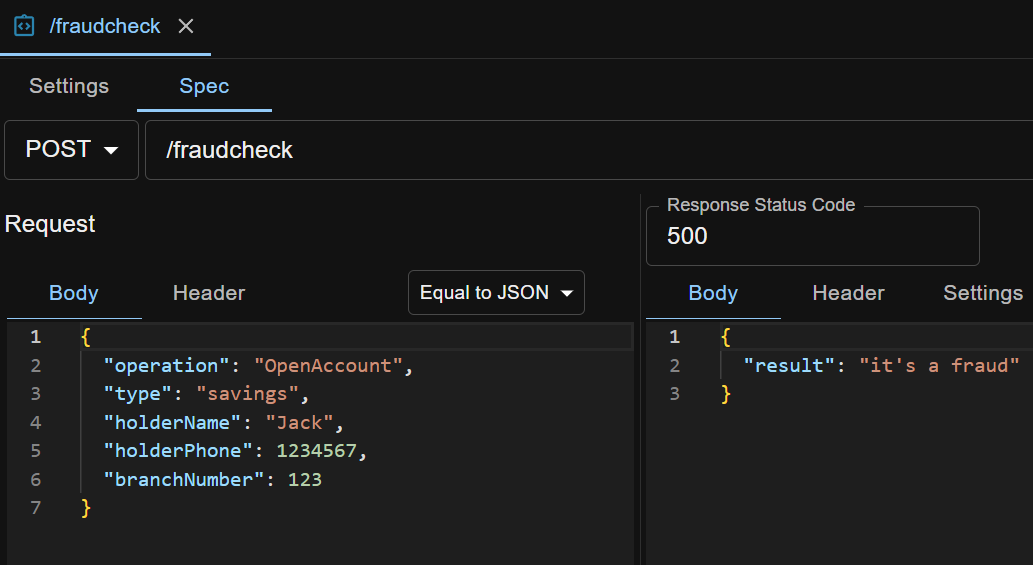 /fraudcheck
Settings Spec
POST /fraudcheck
Request
Body Header Equal to JSON
1 {
2 "operation": "OpenAccount",
3 "type": "savings",
4 "holderName": "Jack",
5 "holderPhone": 1234567,
6 "branchNumber": 123
7 }
Response Status Code
500
Body Header Settings
1 {
2 "result": "it's a fraud"
3 }